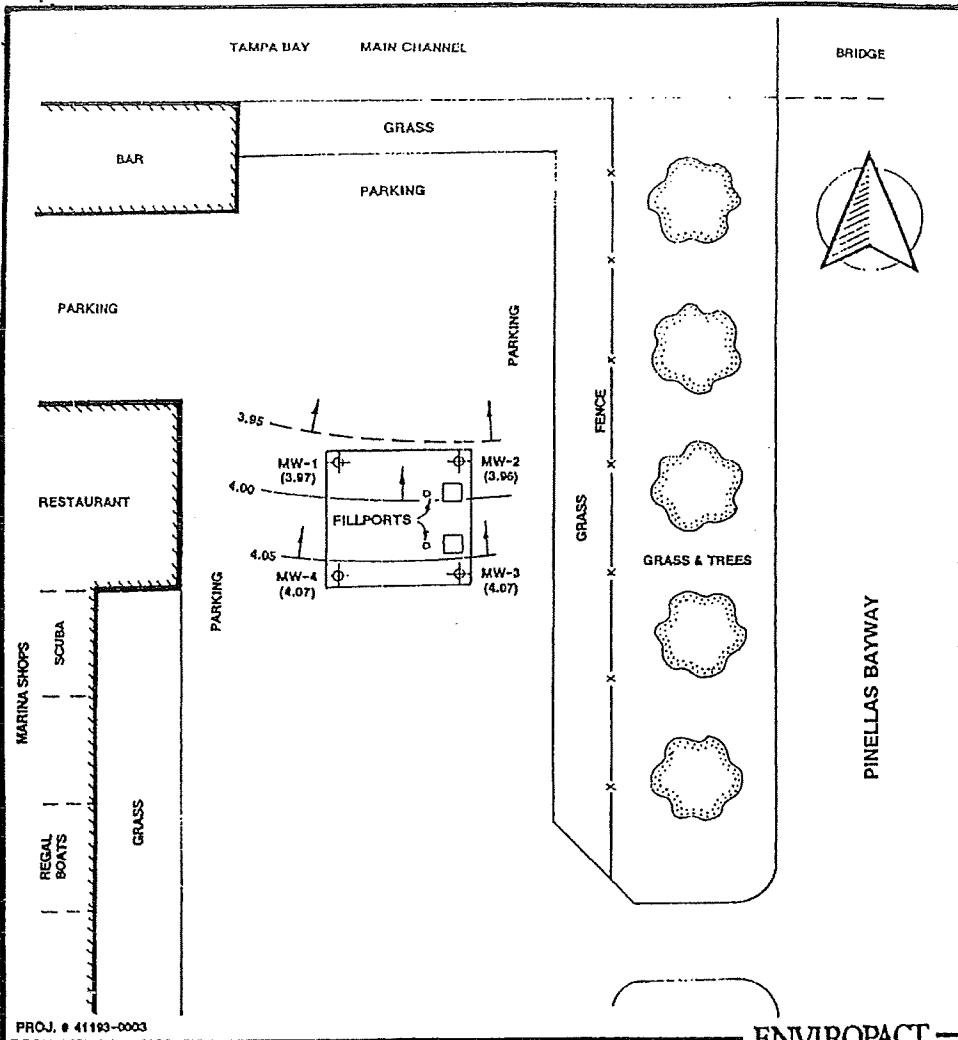 TAMPA BAY MAIN CHANNEL
BRIDGE
GRASS
BAR
PARKING
PARKING
PARKING
3.95
MW-1
(3.97)
MW-2
(3.96)
4.00
FILLPORTS
RESTAURANT
FENCE
GRASS
4.05
MW-4
(4.07)
MW-3
(4.07)
GRASS & TREES
PARKING
SCUBA
MARINA SHOPS
PINELLAS BAYWAY
GRASS
REGAL
BOATS
PROJ. # 41193-0003
ENVIROPACT